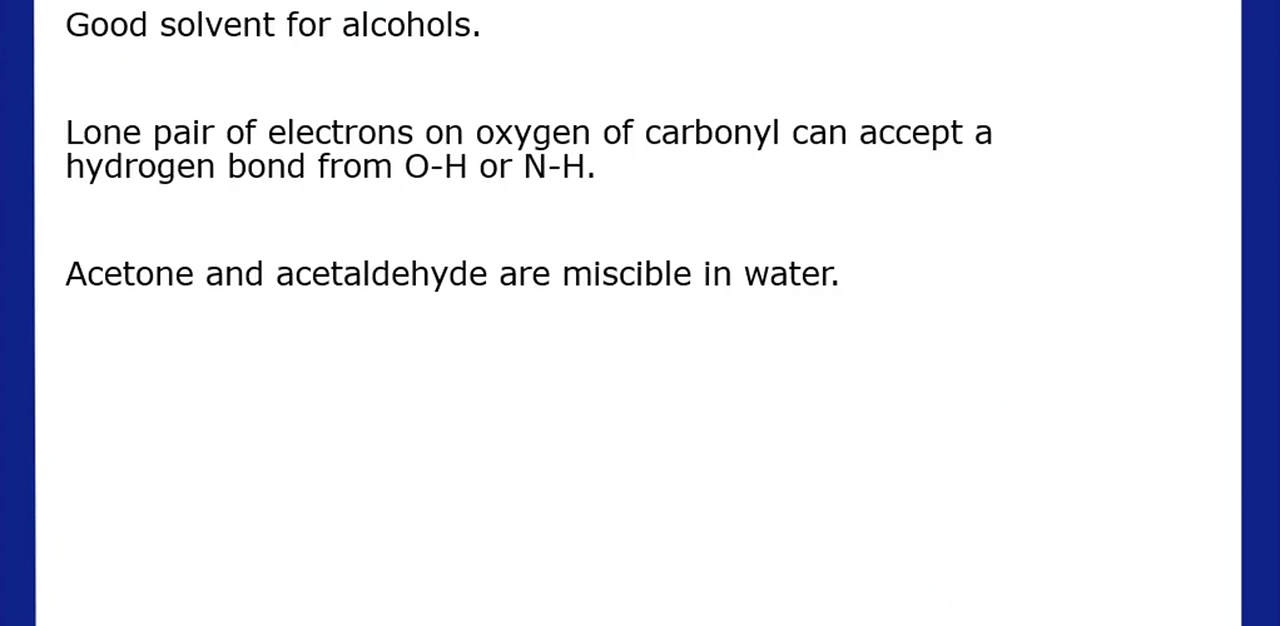 Good solvent for alcohols.
Lone pair of electrons on oxygen of carbonyl can accept a
hydrogen bond from O-H or N-H.
Acetone and acetaldehyde are miscible in water.